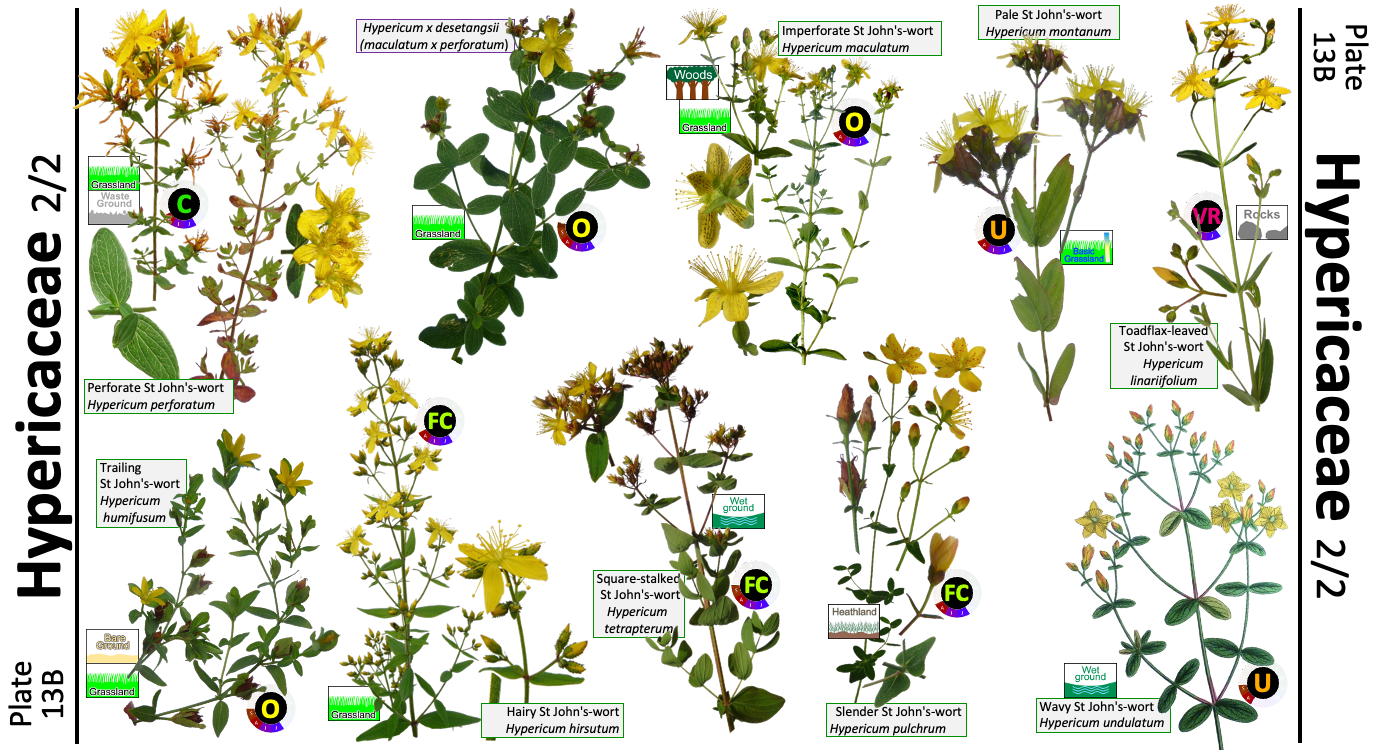 Hypericaceae 2/2
Plate
13B
Grassland
Waste
Ground
C
Perforate St John's-wort
Hypericum perforatum
Hypericum x desetangsii
(maculatum x perforatum)
Grassland
O
Imperforate St John's-wort
Hypericum maculatum
Woods
Grassland
O
Pale St John's-wort
Hypericum montanum
U
Basic
Grassland
VR
Rocks
Toadflax-leaved
St John's-wort
Hypericum
linariifolium
Trailing
St John's-wort
Hypericum
humifusum
Bare
Ground
Grassland
O
FC
Grassland
Hairy St John's-wort
Hypericum hirsutum
Wet
ground
Square-stalked
St John's-wort
Hypericum
tetrapterum
FC
Heathland
FC
Slender St John's-wort
Hypericum pulchrum
Wet
ground
Wavy St John's-wort
Hypericum undulatum
U
Plate
13B
Hypericaceae 2/2